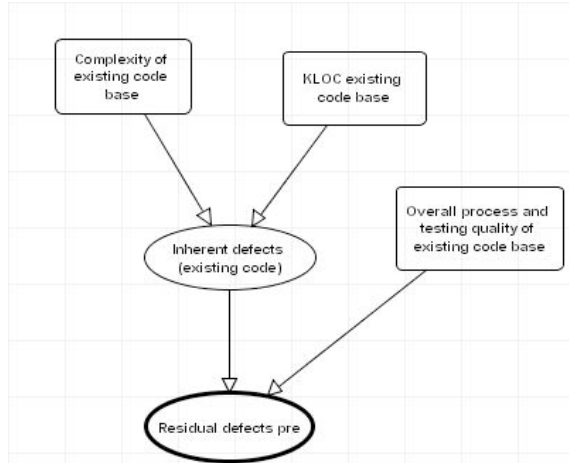 Complexity of
existing code
base
KLOC existing
code base
Overall process and
testing quality of
existing code base
Inherent defects
(existing code)
Residual defects pre